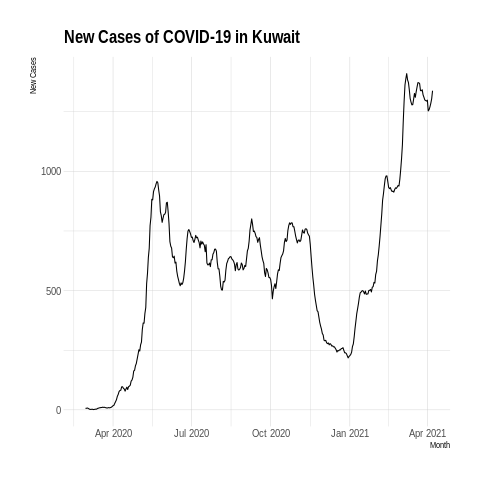 New Cases of COVID-19 in Kuwait
New Cases
1000
500
0
Apr 2020
Jul 2020
Oct 2020
Jan 2021
Apr 2021
Month